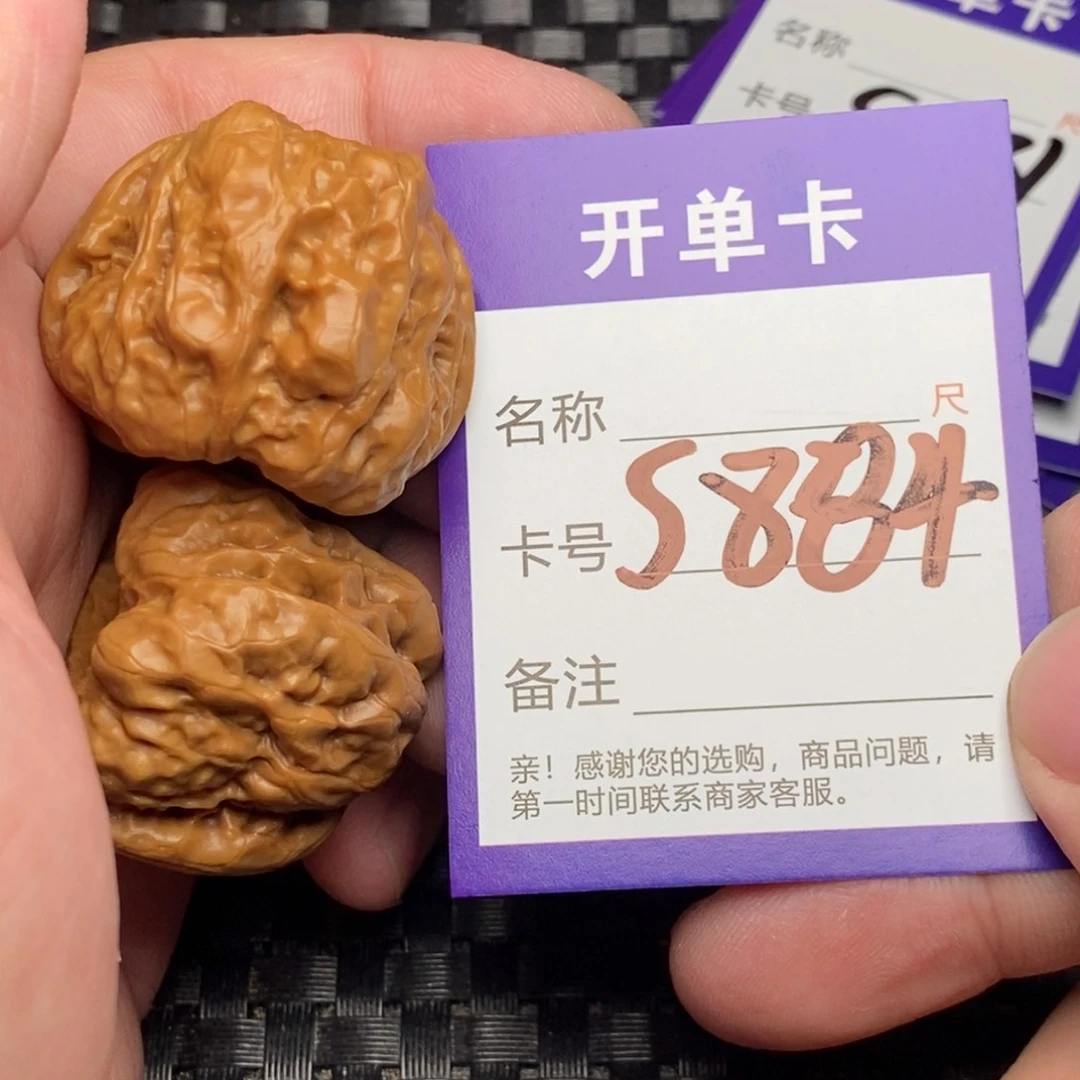 开单卡
名称
尺
卡号 S884
备注
亲！感谢您的选购，商品问题，请
第一时间联系商家客服。
名称
卡号